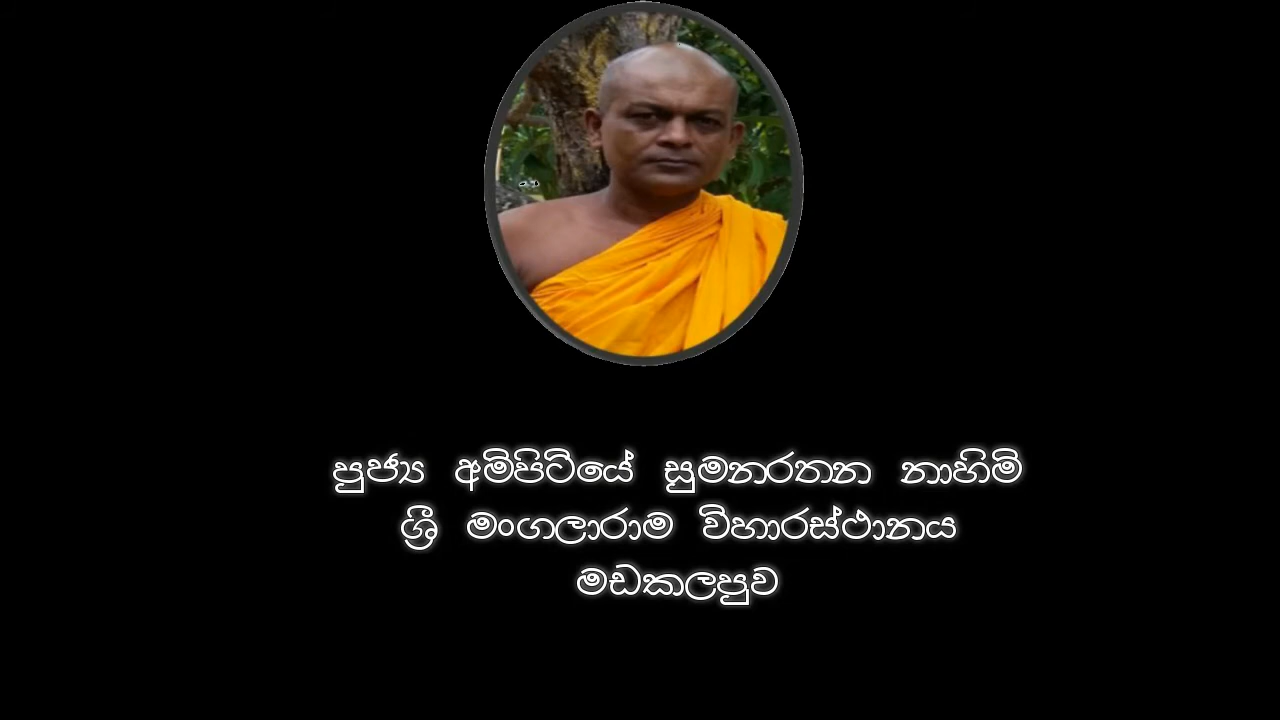 පුජ්‍ය අම්පිටියේ සුමනරතන නාහිමි
ශ්‍රී මංගලාරාම විහාරස්ථානය
මඩකලපුව